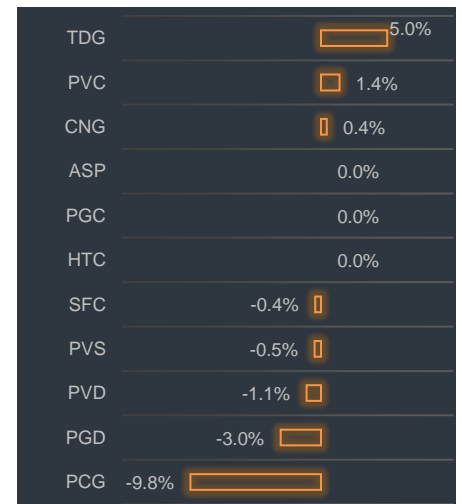 TDG 5.0%
PVC 1.4%
CNG 0.4%
ASP 0.0%
PGC 0.0%
HTC 0.0%
SFC -0.4%
PVS -0.5%
PVD -1.1%
PGD -3.0%
PCG -9.8%